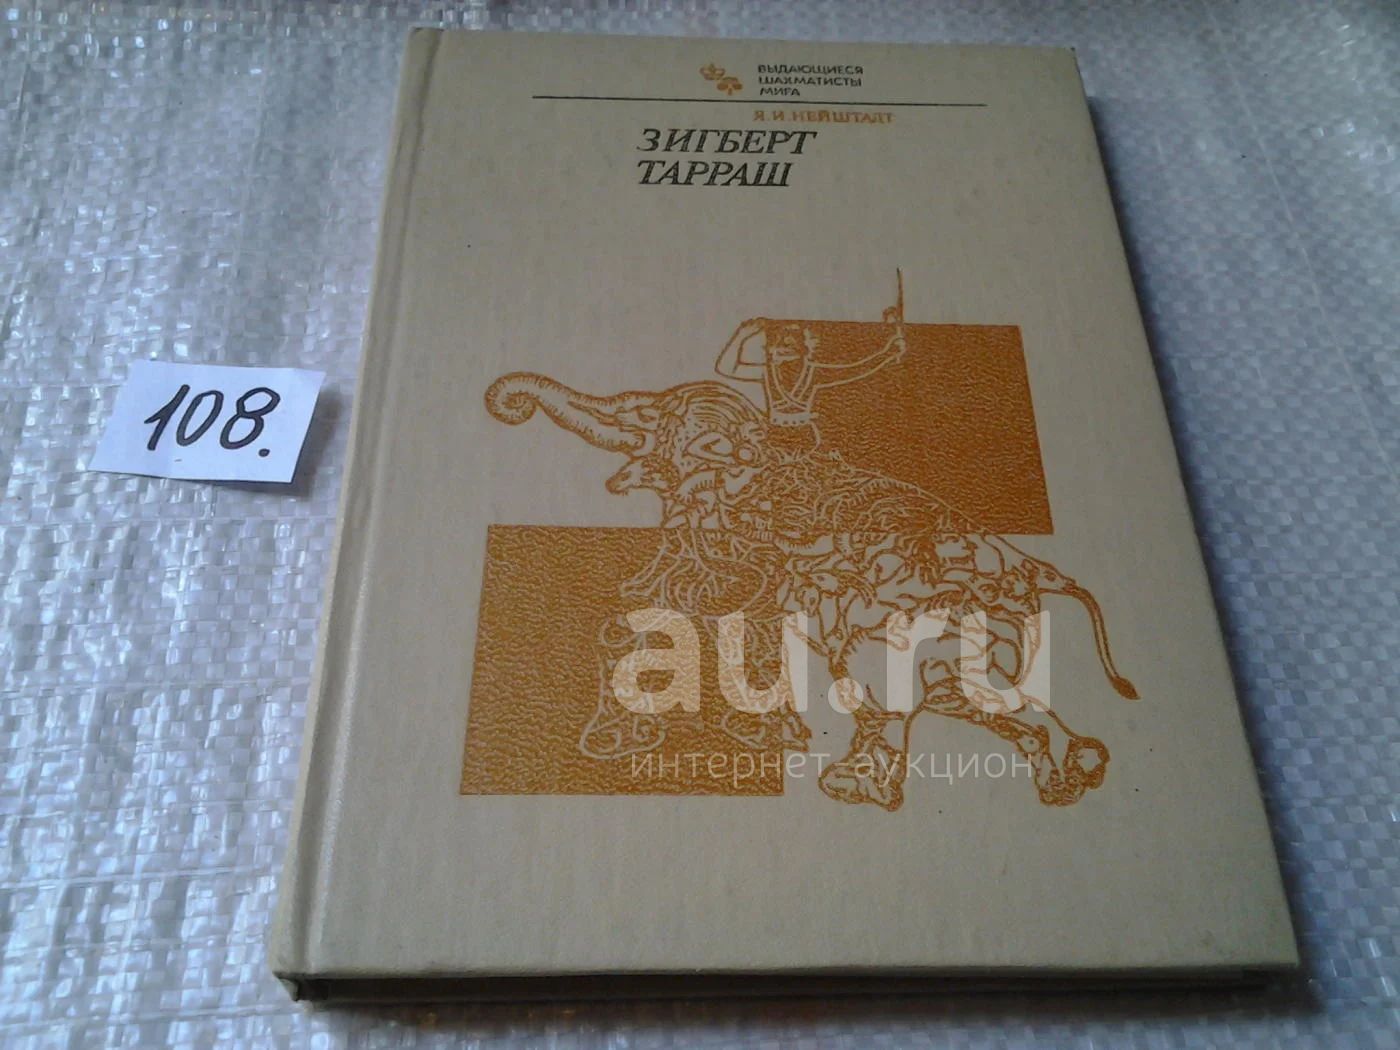 ВЫДАЮЩИЕСЯ
ШАХМАТИСТЫ
МИРА
Я.И.НЕЙШТАДТ
ЗИГБЕРТ
ТАРРАШ
108.
au.ru
интернет-аукцион